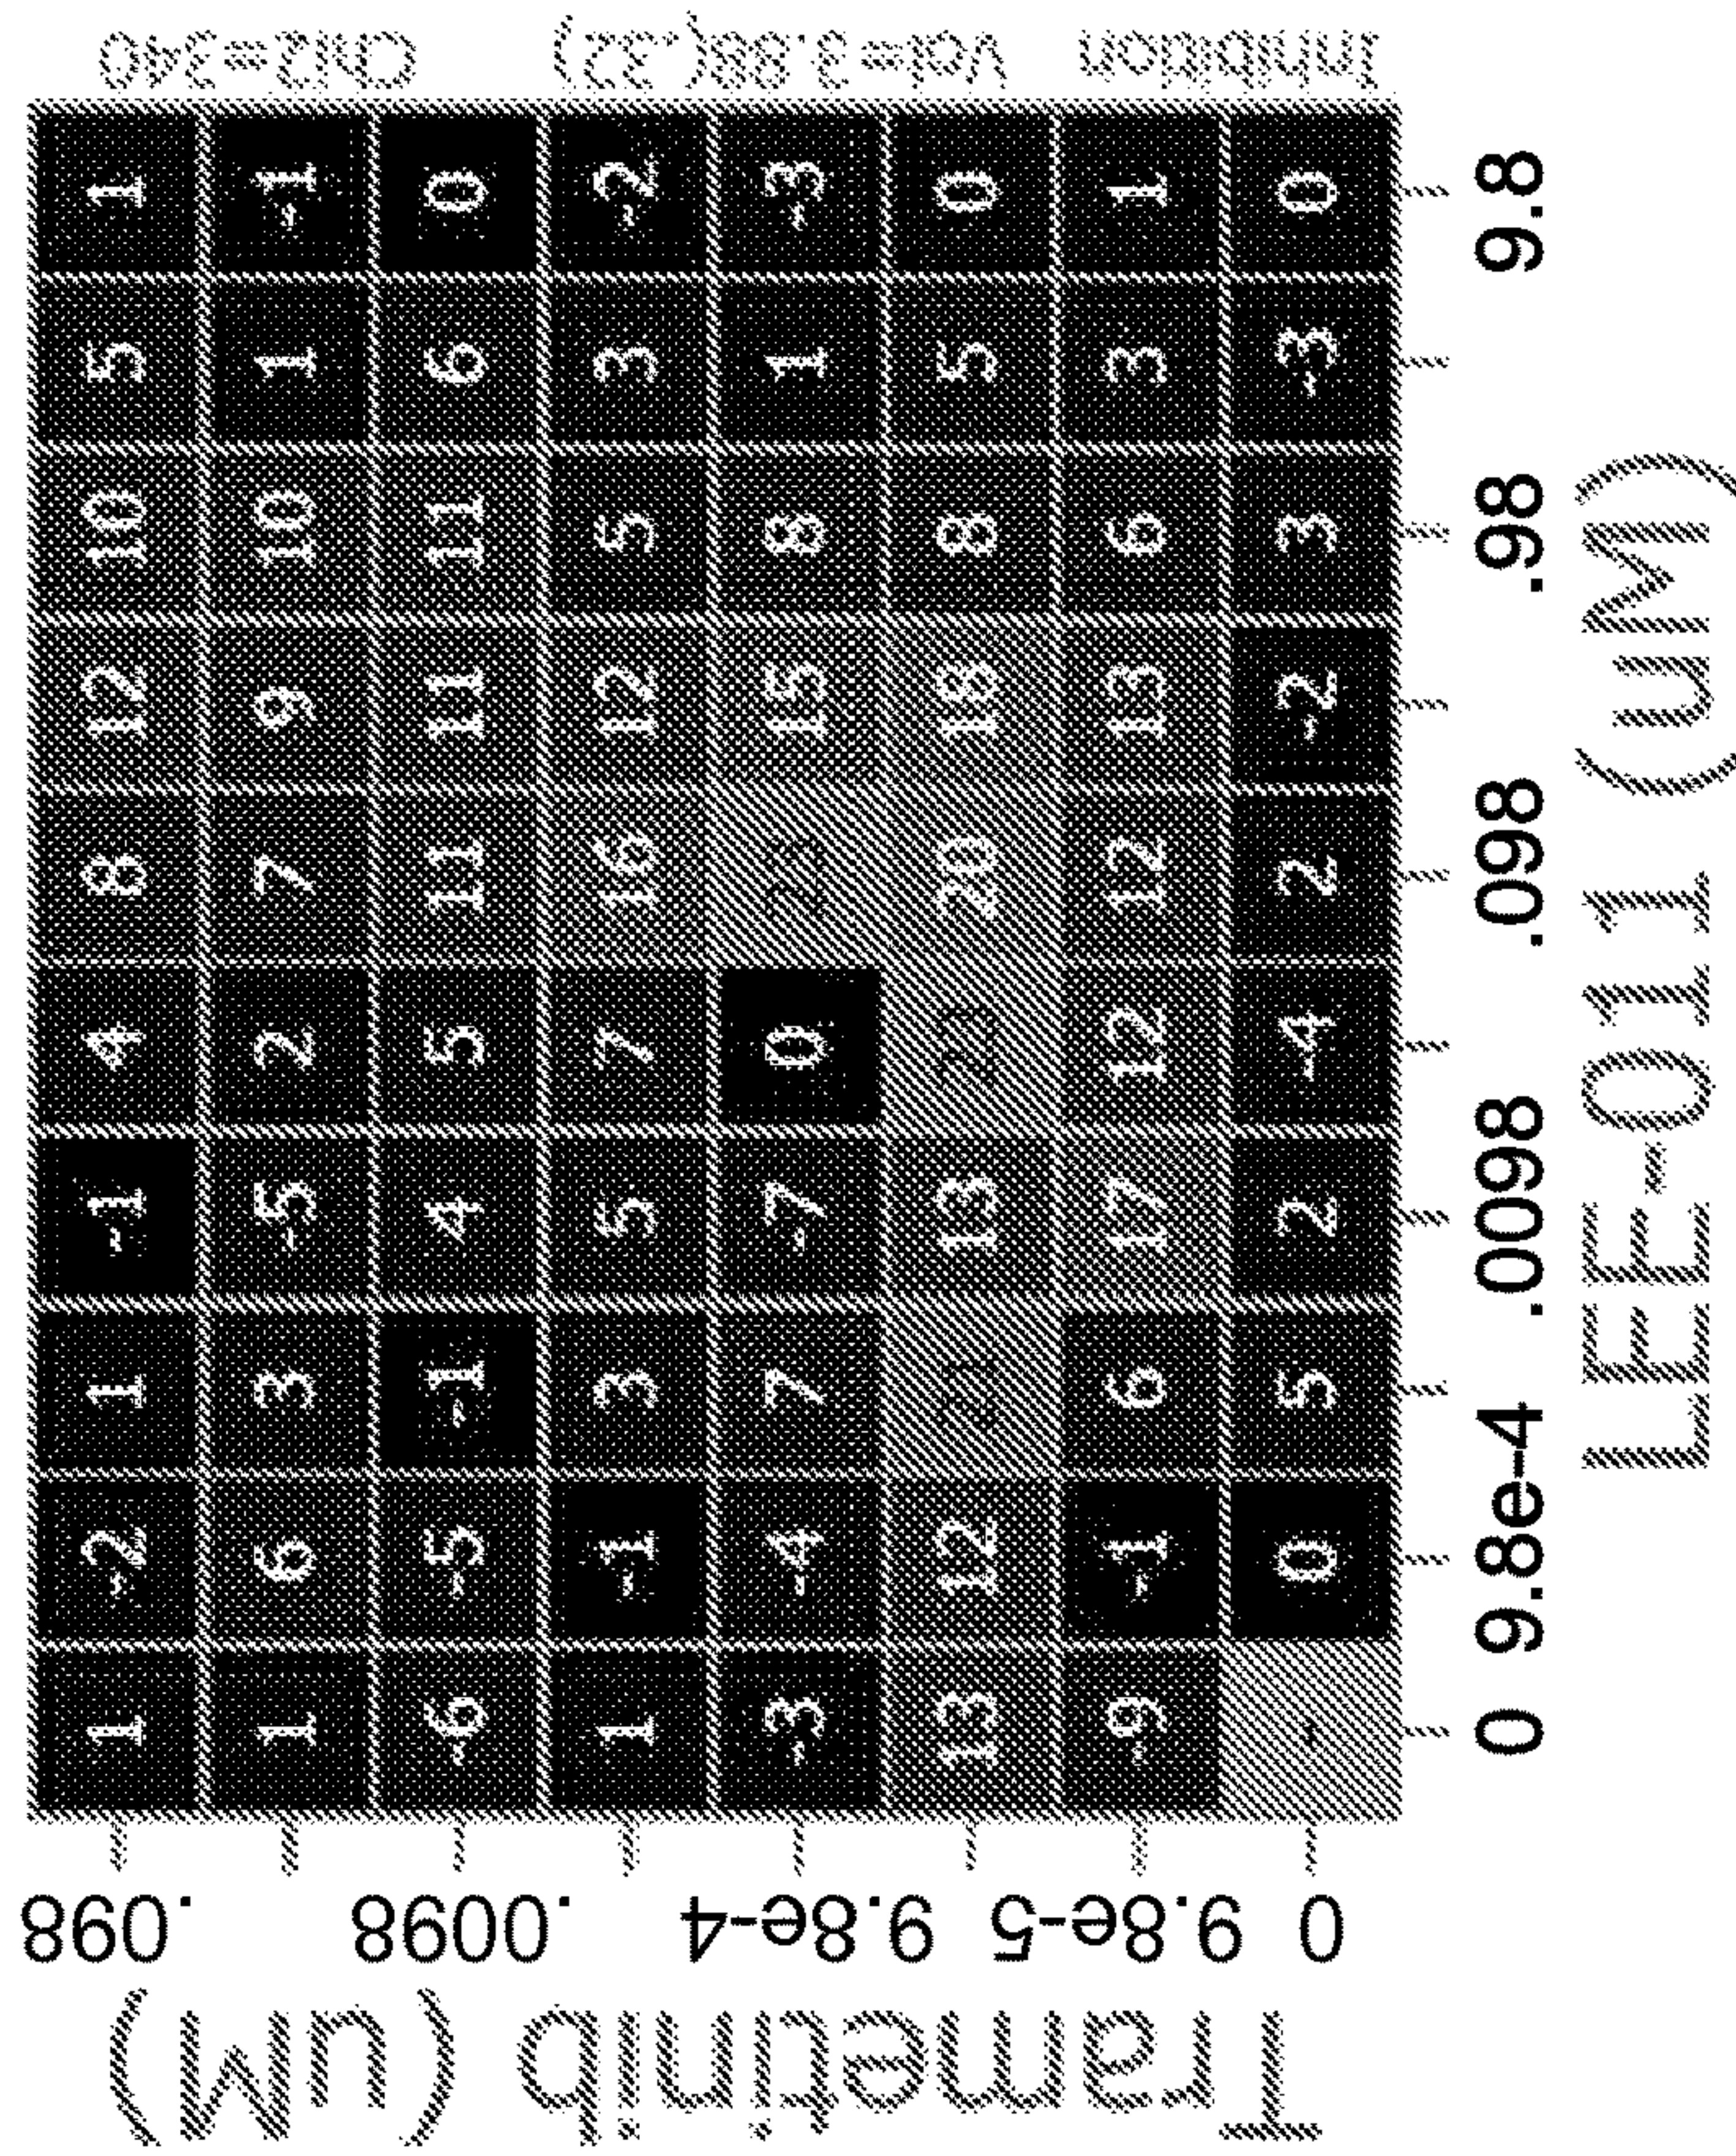 Trametinib (uM)
.098
.0098
9.8e-4
9.8e-5
0
1 -2 1 -1 4 8 12 10 5 1
1 6 3 -5 2 7 9 10 1 -1
-6 -5 -1 4 5 11 11 11 6 0
1 -1 3 5 7 16 12 5 3 -2
-3 -4 7 -7 0 15 8 1 -3
13 12 13 20 18 8 5 0
-9 -1 6 17 12 12 13 6 3 1
- 0 5 2 -4 2 -2 3 -3 0
0 9.8e-4 .0098 .098 .98 9.8
LEE-011 (uM)
Inhibition
Vol=3.88(.32)
Chi2=340